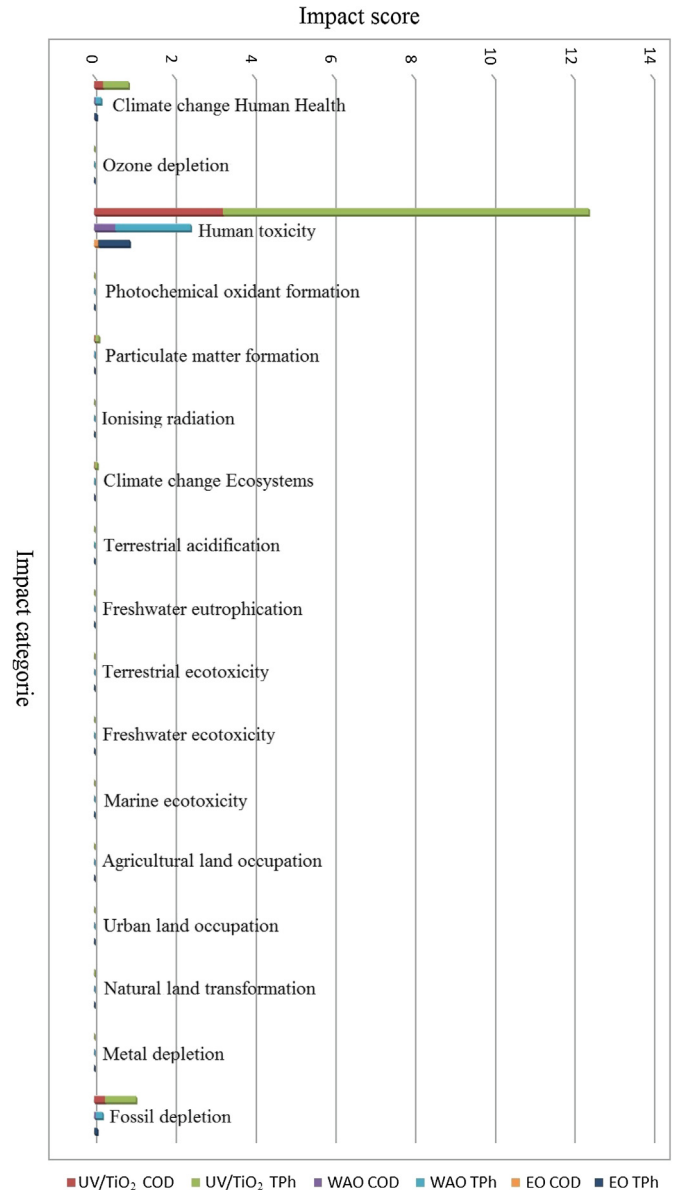 Impact score
0 2 4 6 8 10 12 14
Climate change Human Health
Ozone depletion
Human toxicity
Photochemical oxidant formation
Particulate matter formation
Ionising radiation
Climate change Ecosystems
Terrestrial acidification
Freshwater eutrophication
Terrestrial ecotoxicity
Freshwater ecotoxicity
Marine ecotoxicity
Agricultural land occupation
Urban land occupation
Natural land transformation
Metal depletion
Fossil depletion
Impact categorie
UV/TiO₂ COD UV/TiO₂ TPh WAO COD WAO TPh EO COD EO TPh